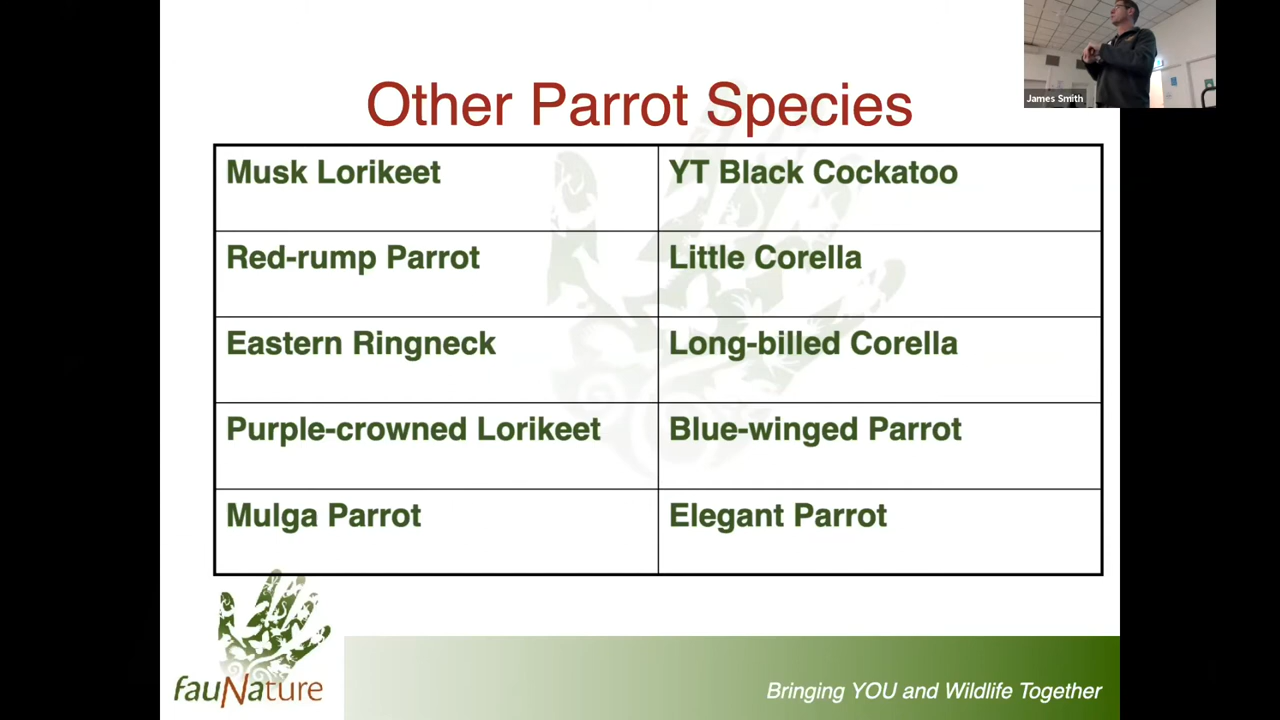 James Smith
Other Parrot Species
Musk Lorikeet
YT Black Cockatoo
Red-rump Parrot
Little Corella
Eastern Ringneck
Long-billed Corella
Purple-crowned Lorikeet
Blue-winged Parrot
Mulga Parrot
Elegant Parrot
fauNature
Bringing YOU and Wildlife Together